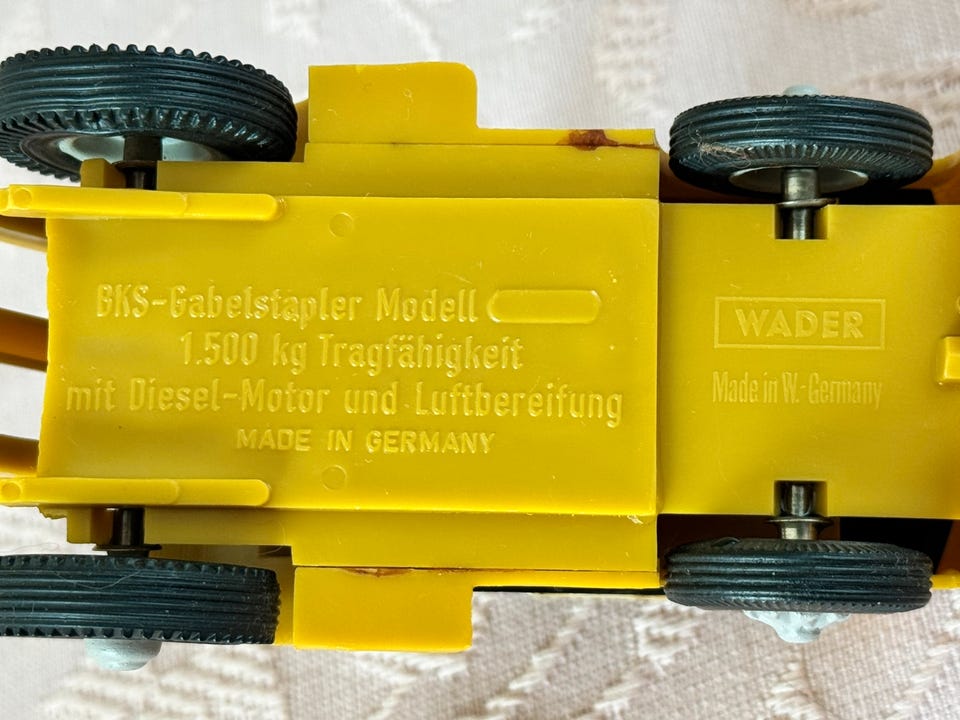 BKS-Gabelstapler Modell
1.500 kg Tragfähigkeit
mit Diesel-Motor und Luftbereifung
MADE IN GERMANY
WADER
Made in W.-Germany